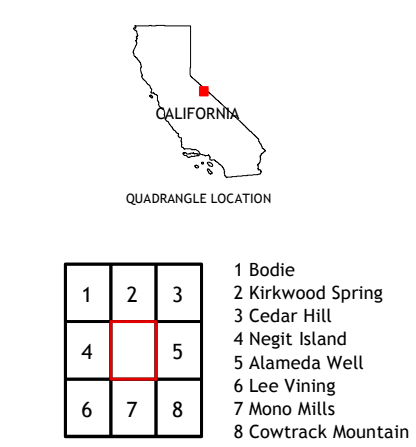 CALIFORNIA
QUADRANGLE LOCATION
1 2 3
4 5
6 7 8
1 Bodie
2 Kirkwood Spring
3 Cedar Hill
4 Negit Island
5 Alameda Well
6 Lee Vining
7 Mono Mills
8 Cowtrack Mountain